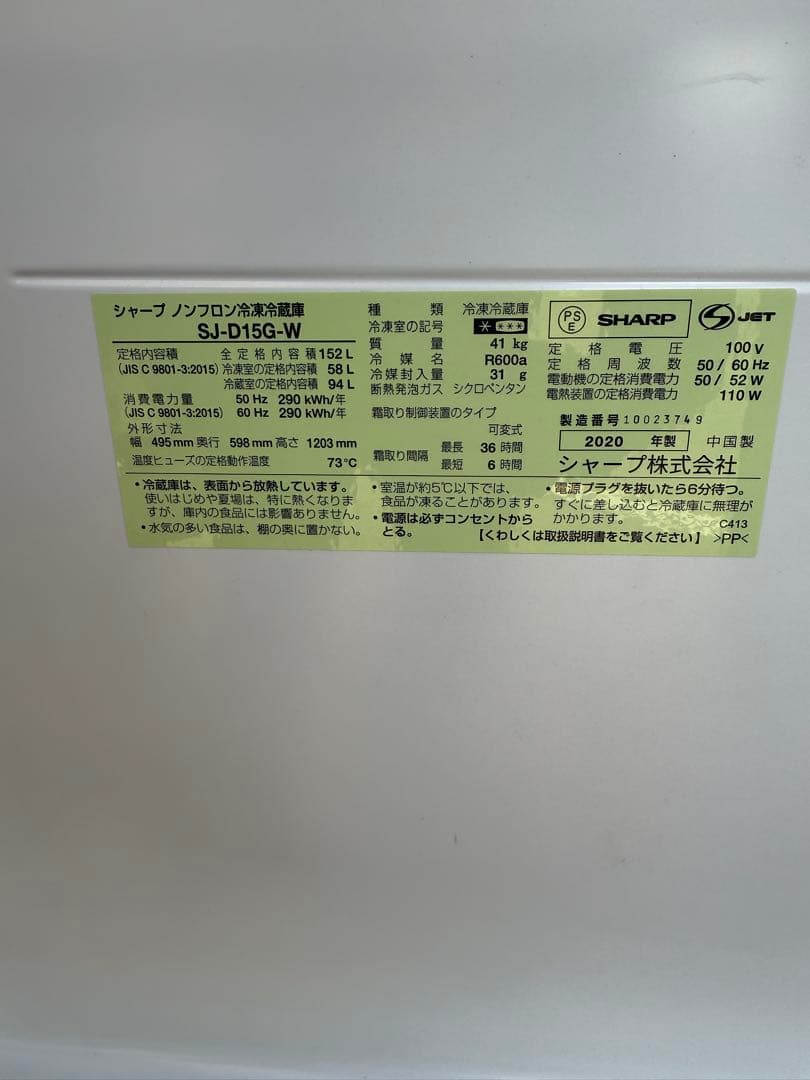 シャープ ノンフロン冷凍冷蔵庫
SJ-D15G-W
定格内容積 全定格内容積 152 L
(JIS C 9801-3:2015) 冷凍室の定格内容積 58 L
冷蔵室の定格内容積 94 L
消費電力量 50 Hz 290 kWh/年
(JIS C 9801-3:2015) 60 Hz 290 kWh/年
外形寸法
幅 495 mm 奥行 598 mm 高さ 1203 mm
温度ヒューズの定格動作温度 73℃
種類 冷凍冷蔵庫
冷凍室の記号 * ***
質量 41 kg
冷媒名 R600a
冷媒封入量 31 g
断熱発泡ガス シクロペンタン
霜取り制御装置のタイプ
可変式
霜取り間隔 最長 36 時間
最短 6 時間
PS
E
SHARP
JET
定格電圧 100 V
定格周波数 50 / 60 Hz
電動機の定格消費電力 50 / 52 W
電熱装置の定格消費電力 110 W
製造番号 10023749
2020 年製 中国製
シャープ株式会社
・冷蔵庫は、表面から放熱しています。
使いはじめや夏場は、特に熱くなりま
すが、庫内の食品には影響ありません。
・水気の多い食品は、棚の奥に置かない。
・室温が約5℃以下では、
食品が凍ることがあります。
・電源は必ずコンセントから
とる。
・電源プラグを抜いたら6分待つ。
すぐに差し込むと冷蔵庫に無理が
かかります。
C413
【くわしくは取扱説明書をご覧ください】 >PP<